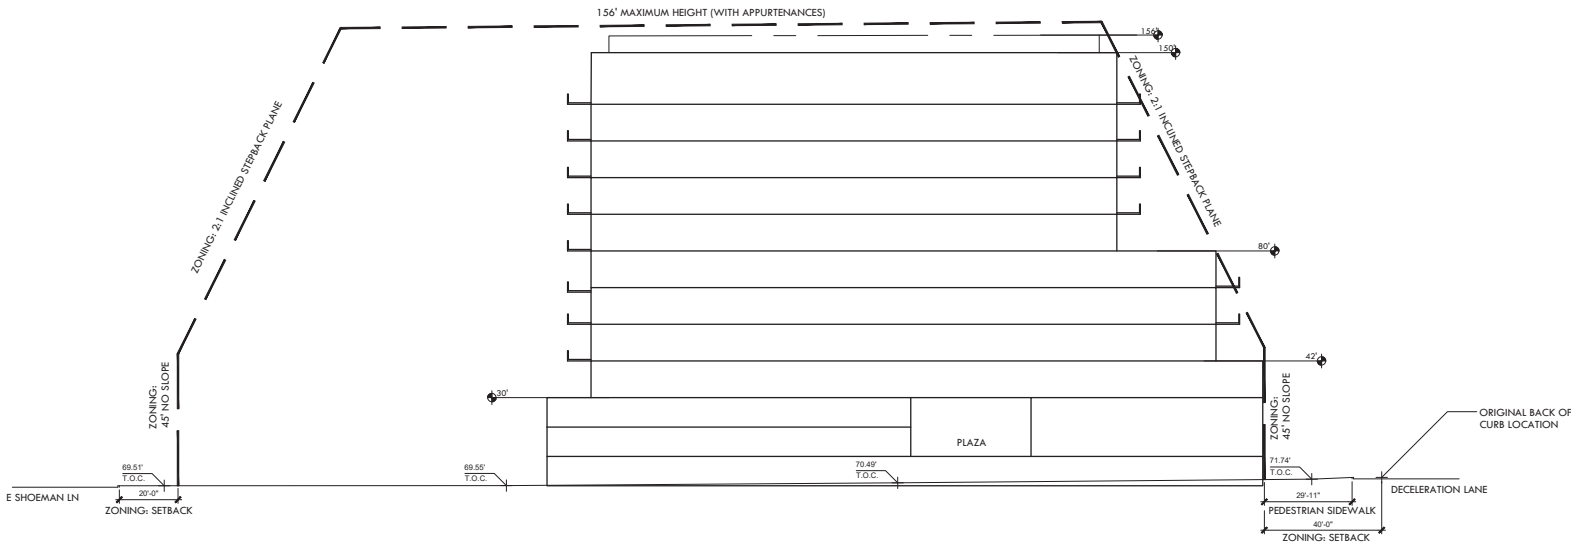 156' MAXIMUM HEIGHT (WITH APPURTENANCES)
156'
150'
ZONING: 2:1 INCLINED STEPBACK PLANE
ZONING: 2:1 INCLINED STEPBACK PLANE
80'
42'
ZONING:
45' NO SLOPE
30'
ZONING:
45' NO SLOPE
ORIGINAL BACK OF
CURB LOCATION
PLAZA
69.51'
T.O.C.
69.55'
T.O.C.
70.49'
T.O.C.
71.74'
T.O.C.
E SHOEMAN LN
20'-0"
ZONING: SETBACK
DECELERATION LANE
29'-11"
PEDESTRIAN SIDEWALK
40'-0"
ZONING: SETBACK